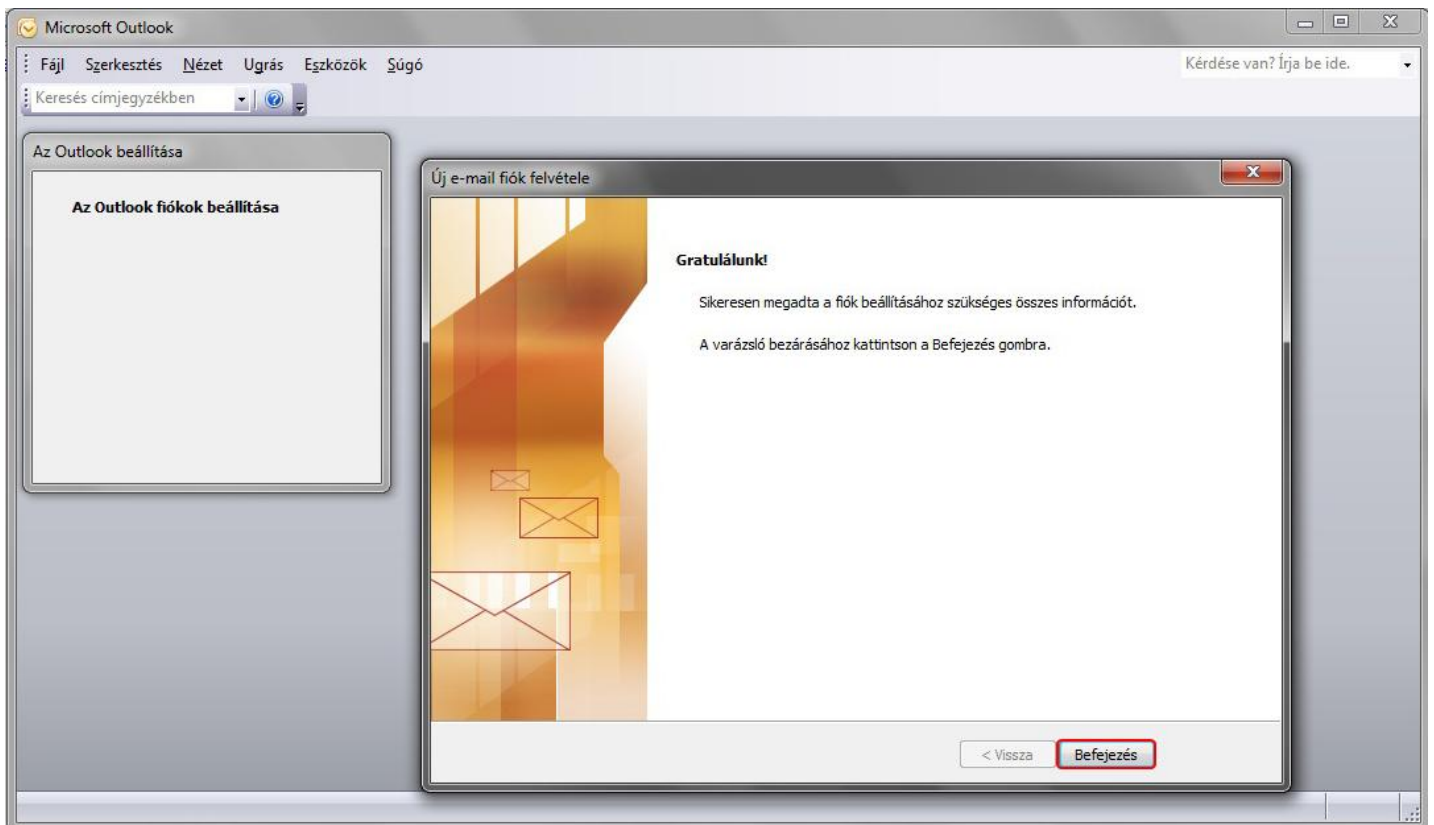 Microsoft Outlook
Fájl Szerkesztés Nézet Ugrás Eszközök Súgó
Kérdése van? Írja be ide.
Keresés címjegyzékben
Az Outlook beállítása
Az Outlook fiókok beállítása
Új e-mail fiók felvétele
Gratulálunk!
Sikeresen megadta a fiók beállításához szükséges összes információt.
A varázsló bezárásához kattintson a Befejezés gombra.
< Vissza Befejezés